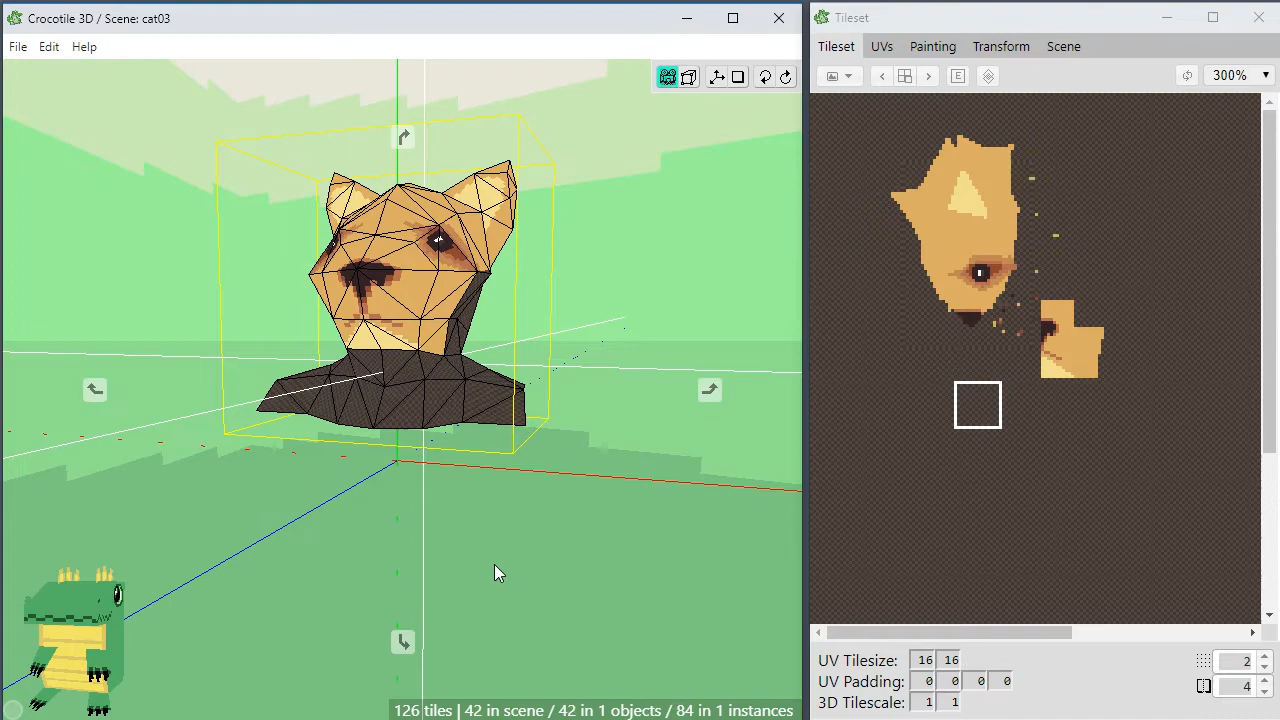 Crocotile 3D / Scene: cat03
File Edit Help
126 tiles | 42 in scene / 42 in 1 objects / 84 in 1 instances
Tileset
Tileset UVs Painting Transform Scene
E 300%
UV Tilesize: 16 16
UV Padding: 0 0 0 0
3D Tilescale: 1 1
2
4